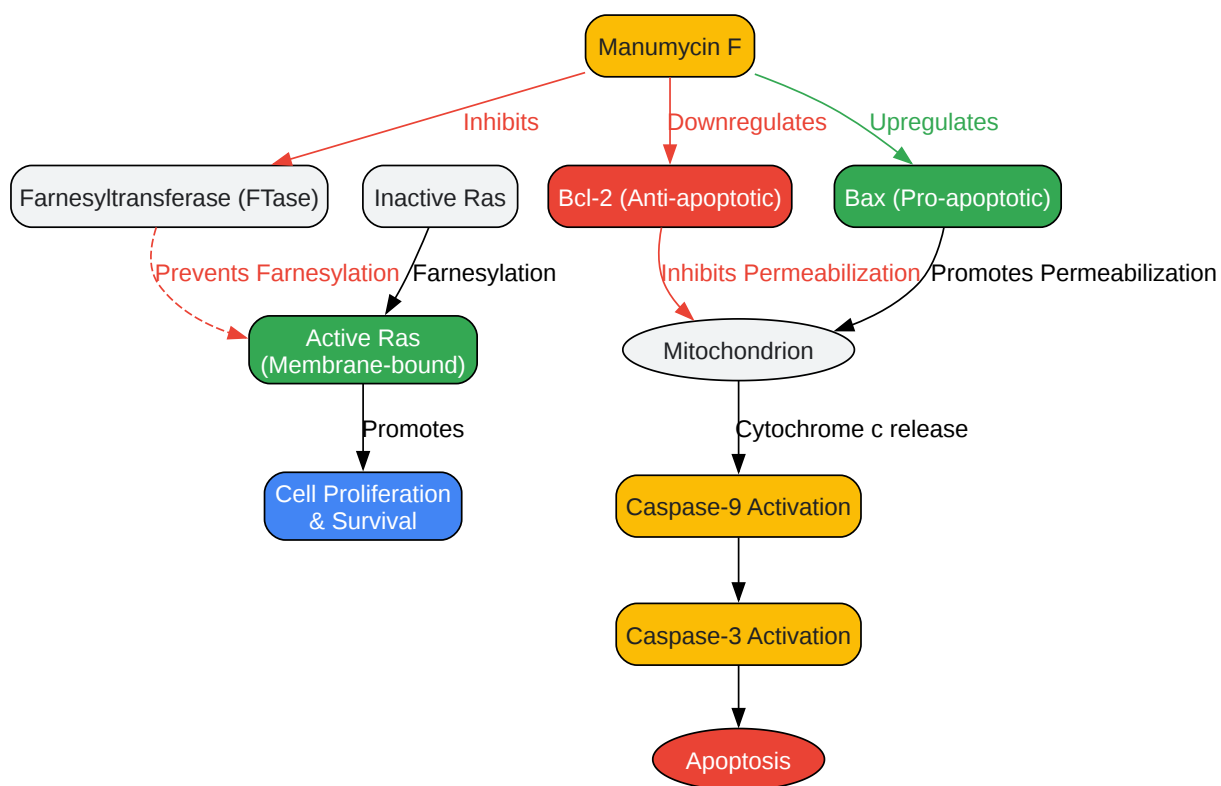 Manumycin F
Inhibits
Downregulates
Upregulates
Farnesyltransferase (FTase)
Inactive Ras
Bcl-2 (Anti-apoptotic)
Bax (Pro-apoptotic)
Prevents Farnesylation
Farnesylation
Inhibits Permeabilization
Promotes Permeabilization
Active Ras
(Membrane-bound)
Mitochondrion
Promotes
Cytochrome c release
Cell Proliferation
& Survival
Caspase-9 Activation
Caspase-3 Activation
Apoptosis